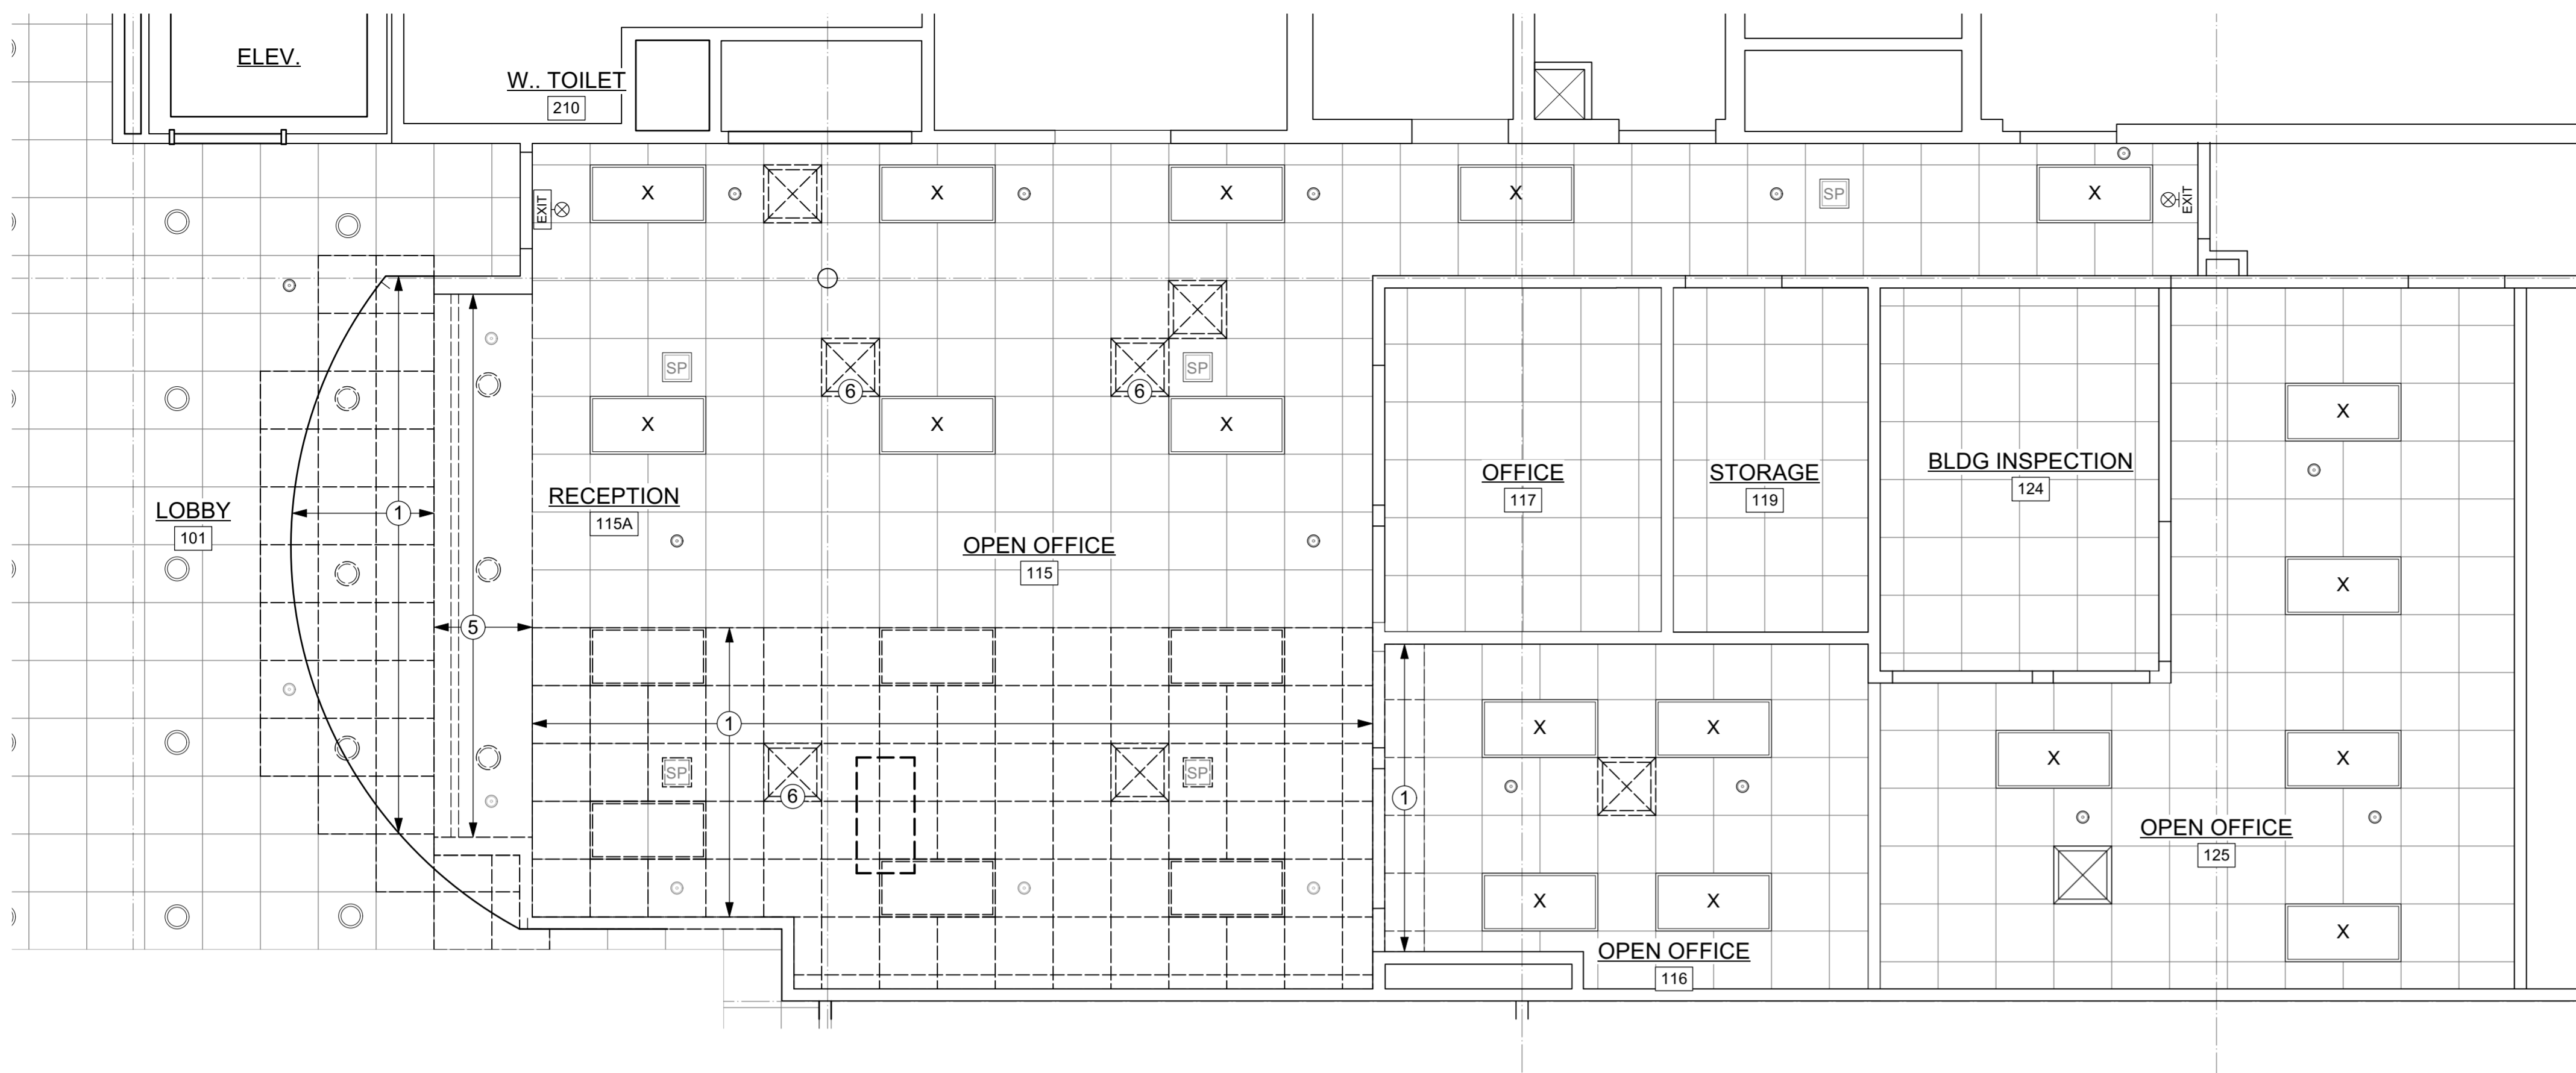 ELEV.
W.. TOILET
210
X X X X X
SP
EXIT
EXIT
SP
SP
6
6
X X X
X
OFFICE
117
STORAGE
119
BLDG INSPECTION
124
RECEPTION
115A
LOBBY
101
1
OPEN OFFICE
115
X
5
1
X X
X X
SP
SP
6
1
OPEN OFFICE
125
X X
X
OPEN OFFICE
116